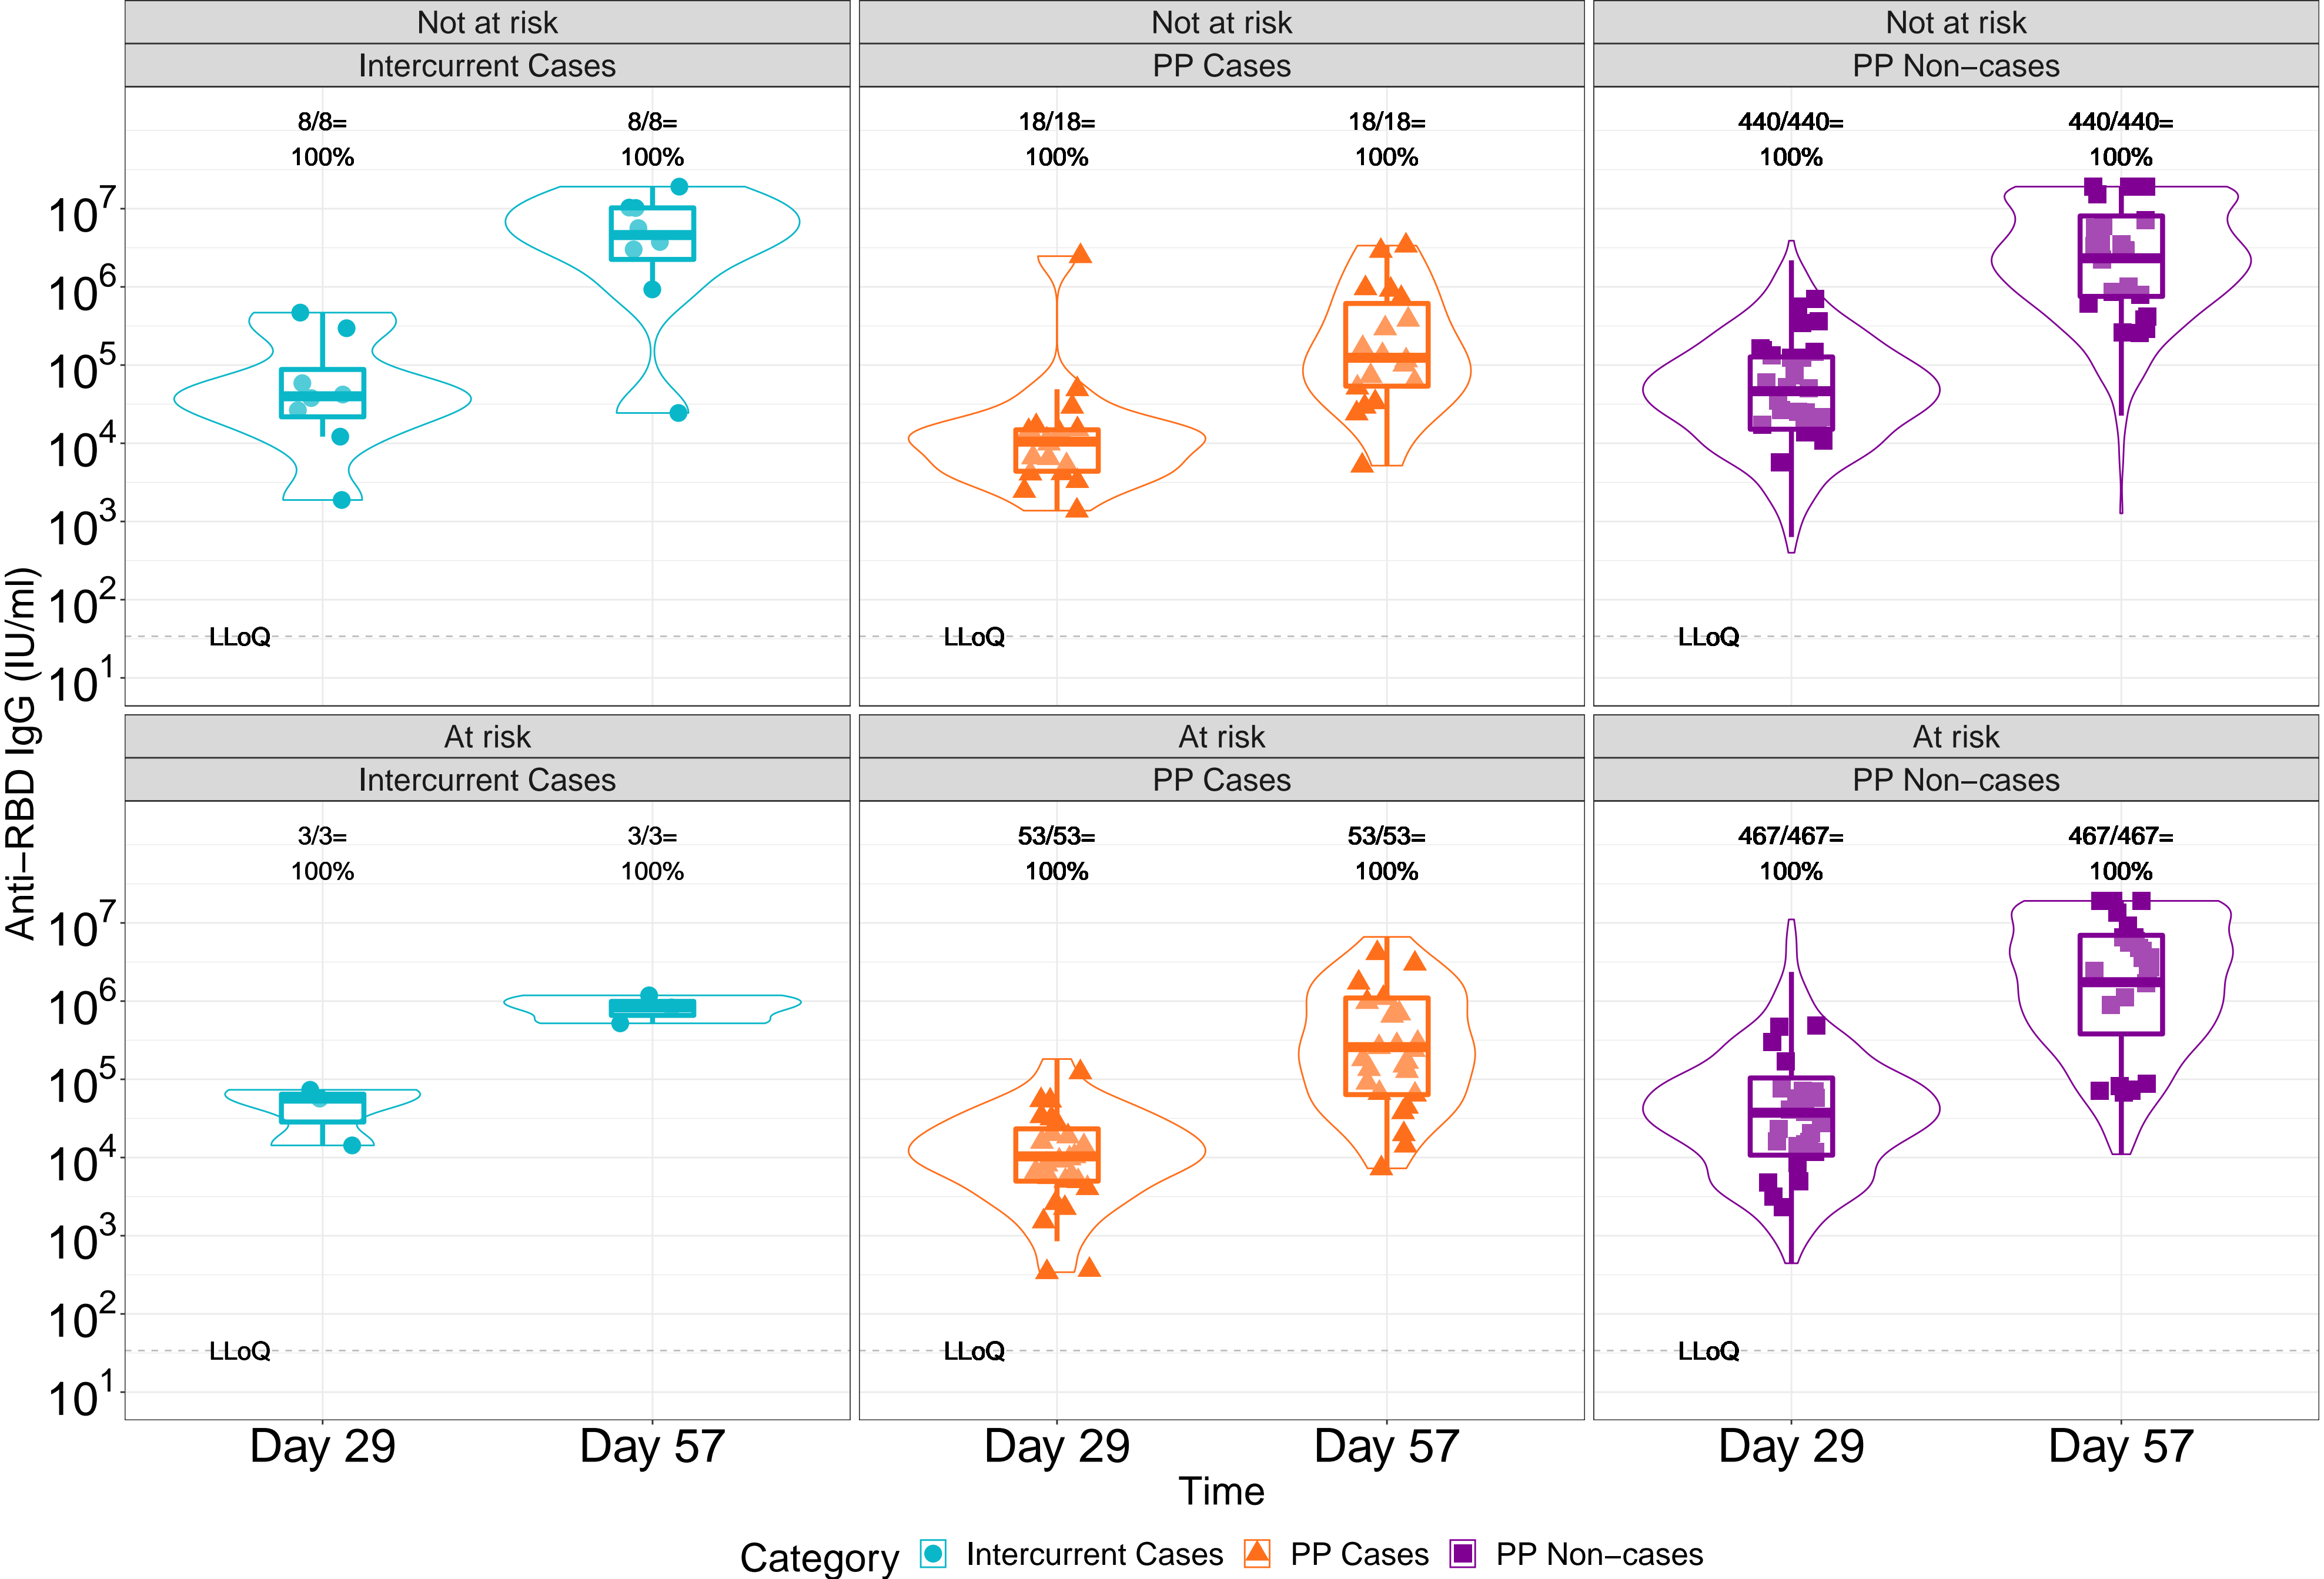 Not at risk
Not at risk
Not at risk
Intercurrent Cases
PP Cases
PP Non−cases
8/8=
100%
8/8=
100%
18/18=
100%
18/18=
100%
440/440=
100%
440/440=
100%
10^7
10^6
10^5
10^4
10^3
10^2
10^1
LLoQ
LLoQ
LLoQ
Anti−RBD IgG (IU/ml)
At risk
At risk
At risk
Intercurrent Cases
PP Cases
PP Non−cases
3/3=
100%
3/3=
100%
53/53=
100%
53/53=
100%
467/467=
100%
467/467=
100%
10^7
10^6
10^5
10^4
10^3
10^2
10^1
LLoQ
LLoQ
LLoQ
Day 29
Day 57
Day 29
Day 57
Day 29
Day 57
Time
Category Intercurrent Cases PP Cases PP Non−cases